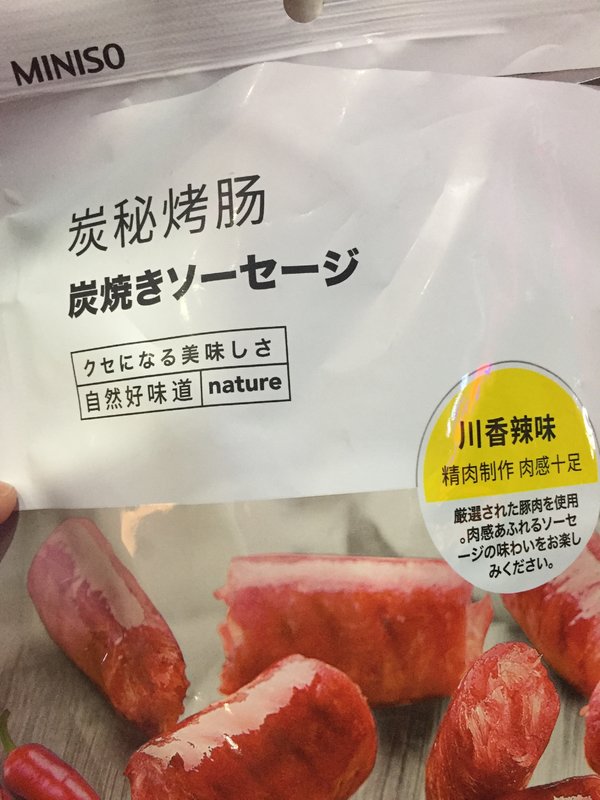 MINISO
炭秘烤肠
炭焼きソーセージ
クセになる美味しさ
自然好味道 nature
川香辣味
精肉制作 肉感十足
厳選された豚肉を使用
。肉感あふれるソーセ
ージの味わいをお楽し
みください。